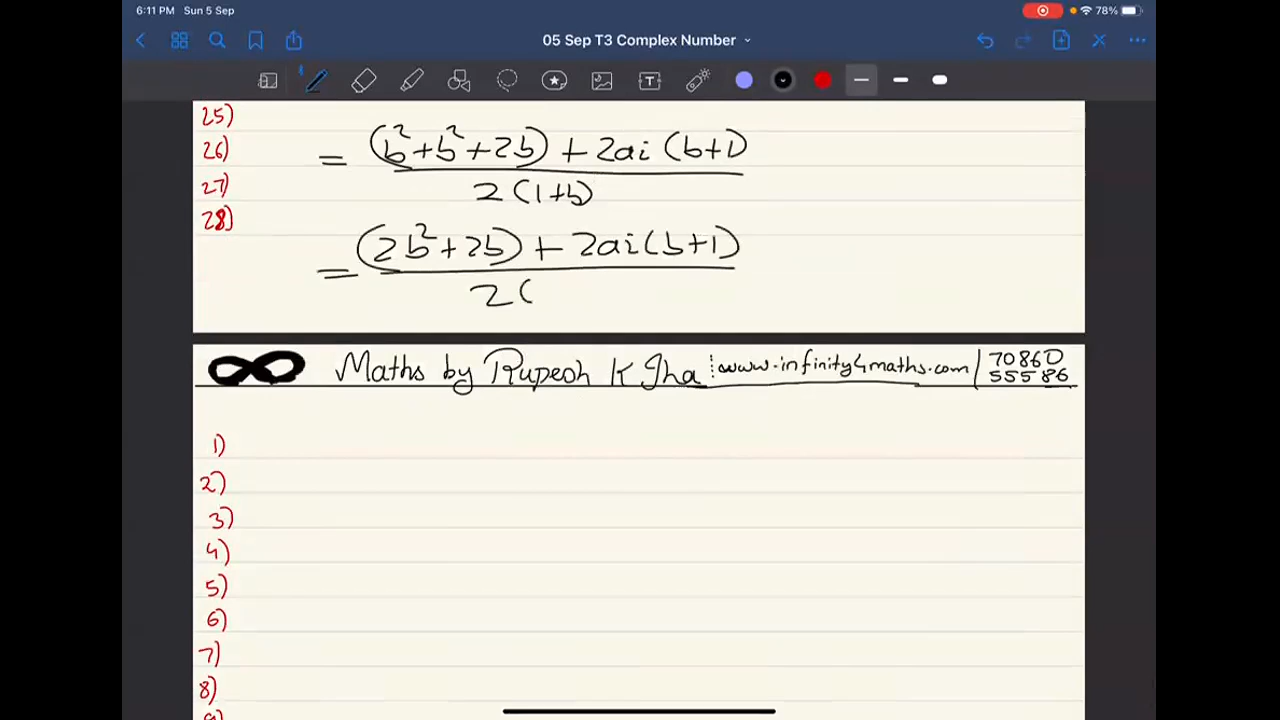 6:11 PM Sun 5 Sep 78%
05 Sep T3 Complex Number
25)
26) = (b²+b²+2b) + 2ai (b+1)
27) 2(1+b)
28)
(2b²+2b) + 2ai(b+1)
= 2(
Maths by Rupesh K Jha www.infinity4maths.com 70860
55586
1)
2)
3)
4)
5)
6)
7)
8)